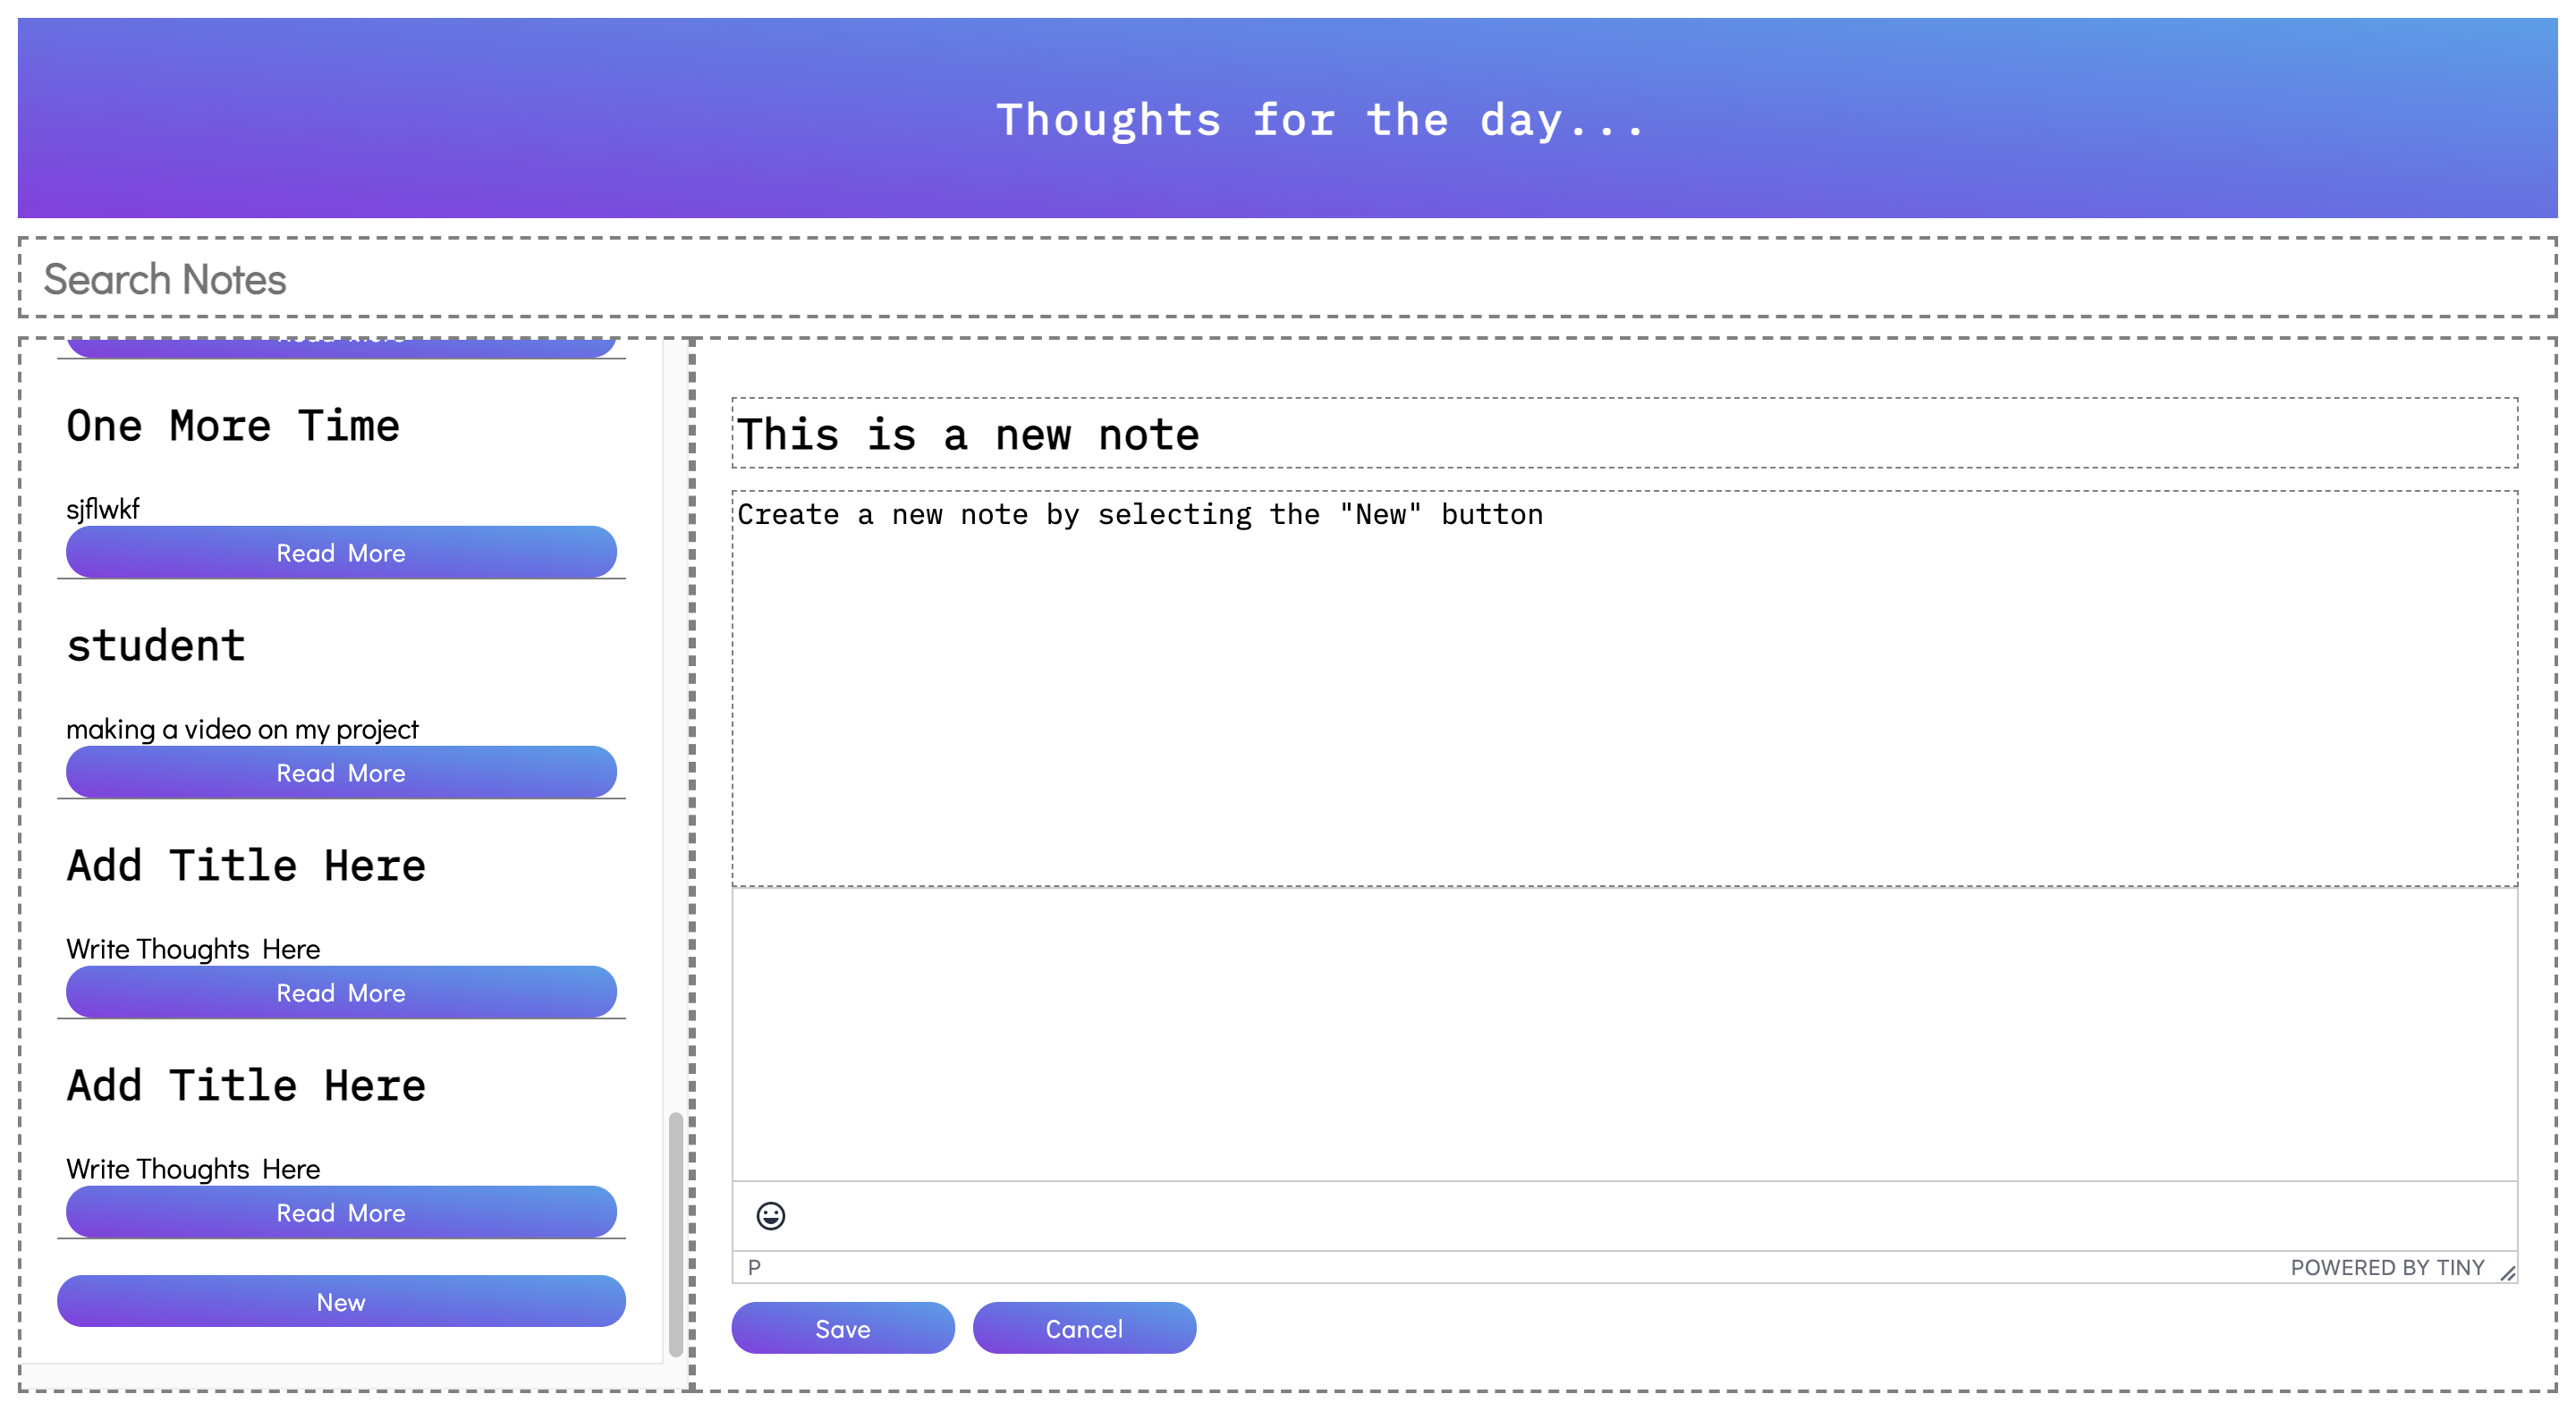 Thoughts for the day...
Search Notes
Read More
One More Time
sjflwkf
Read More
student
making a video on my project
Read More
Add Title Here
Write Thoughts Here
Read More
Add Title Here
Write Thoughts Here
Read More
New
This is a new note
Create a new note by selecting the "New" button
P
POWERED BY TINY
Save
Cancel